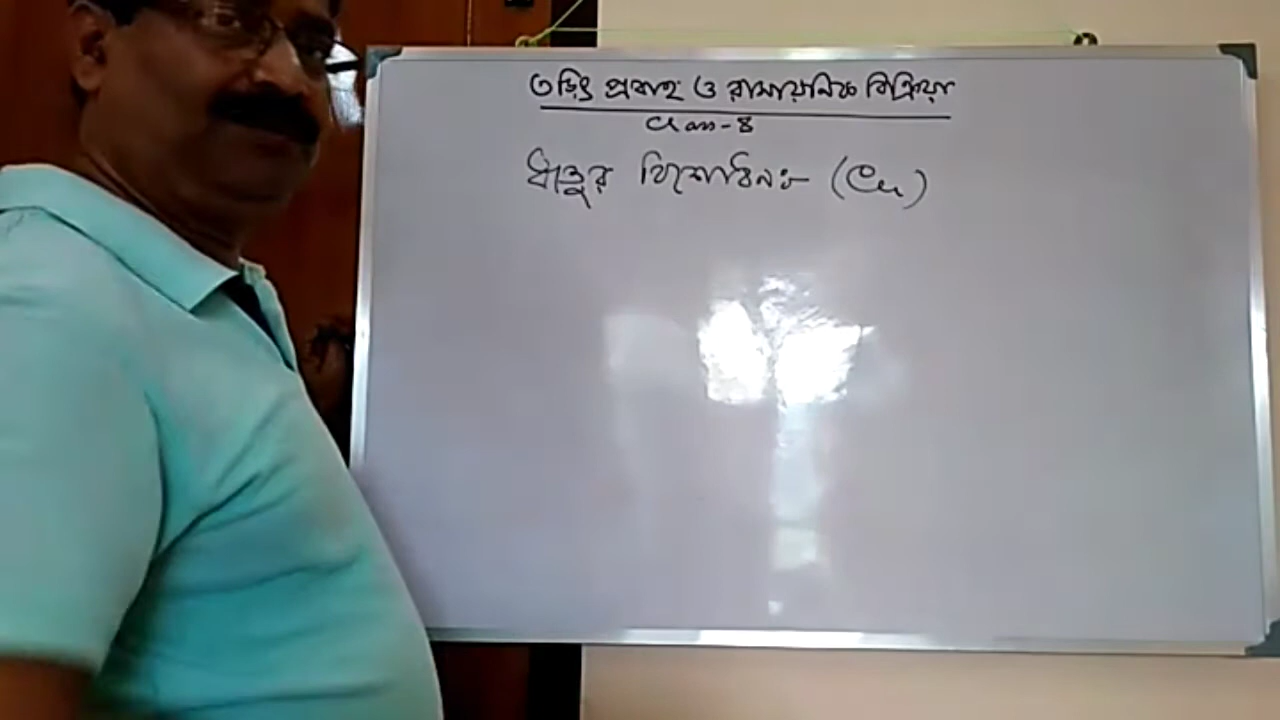 তড়িৎ প্রবাহ ও রাসায়নিক বিক্রিয়া
Class-8
ধাতুর বিশোধনঃ- (Cu)